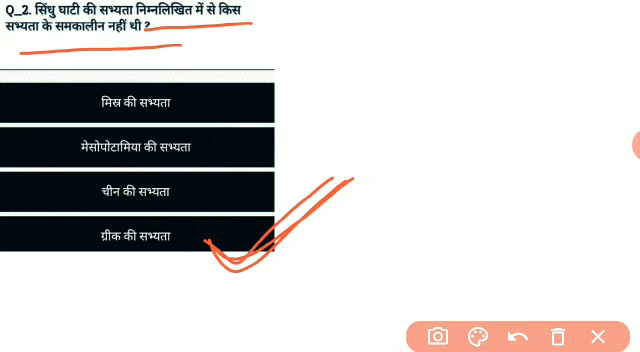 Q_2. सिंधु घाटी की सभ्यता निम्नलिखित में से किस
सभ्यता के समकालीन नहीं थी ?
मिस्र की सभ्यता
मेसोपोटामिया की सभ्यता
चीन की सभ्यता
ग्रीक की सभ्यता